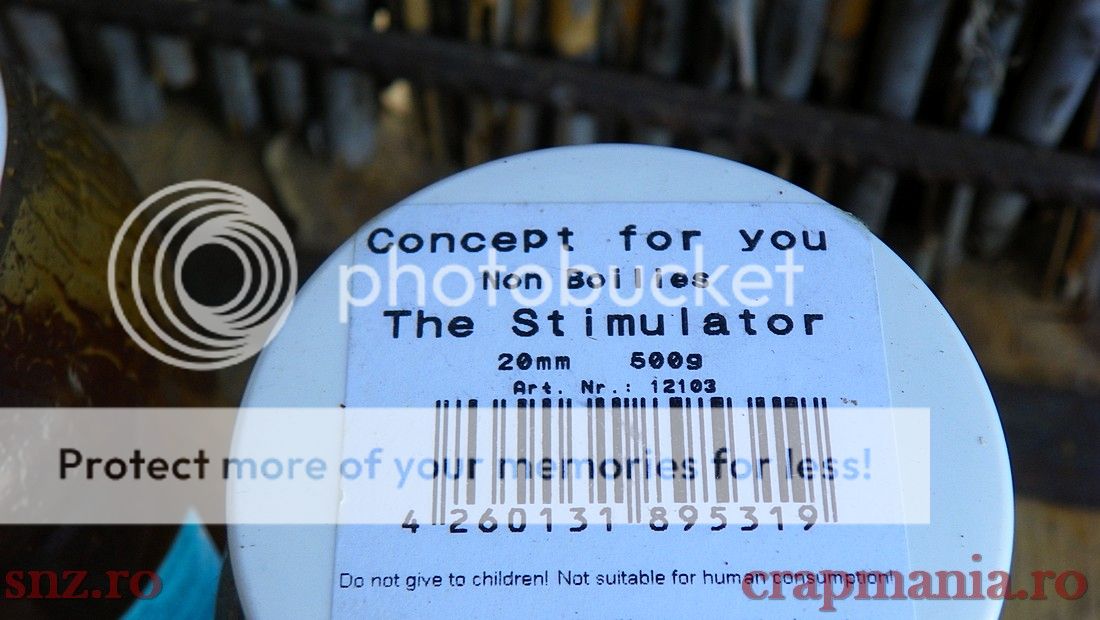 Concept for you
Non Boilies
photobucket
The Stimulator
20mm 500g
Art. Nr.: 12103
Protect more of your memories for less!
4 260131 895319
Do not give to children! Not suitable for human consumption!
snz.ro
crapmania.ro